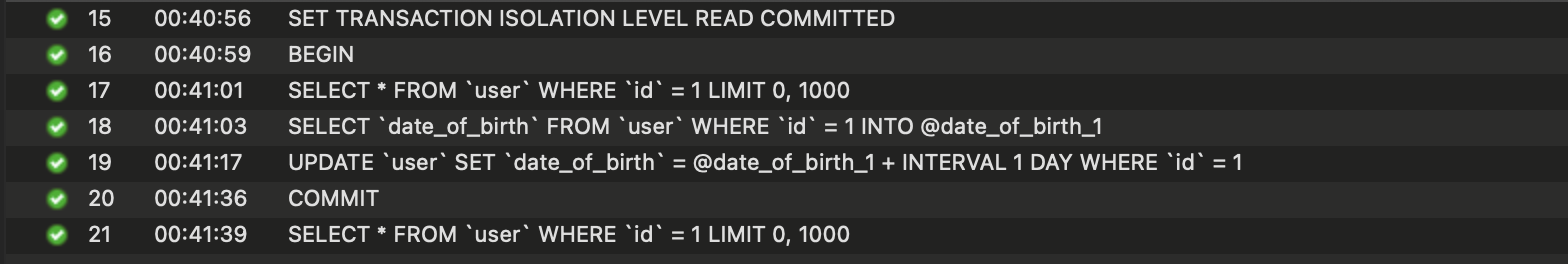 15 00:40:56 SET TRANSACTION ISOLATION LEVEL READ COMMITTED
16 00:40:59 BEGIN
17 00:41:01 SELECT * FROM `user` WHERE `id` = 1 LIMIT 0, 1000
18 00:41:03 SELECT `date_of_birth` FROM `user` WHERE `id` = 1 INTO @date_of_birth_1
19 00:41:17 UPDATE `user` SET `date_of_birth` = @date_of_birth_1 + INTERVAL 1 DAY WHERE `id` = 1
20 00:41:36 COMMIT
21 00:41:39 SELECT * FROM `user` WHERE `id` = 1 LIMIT 0, 1000